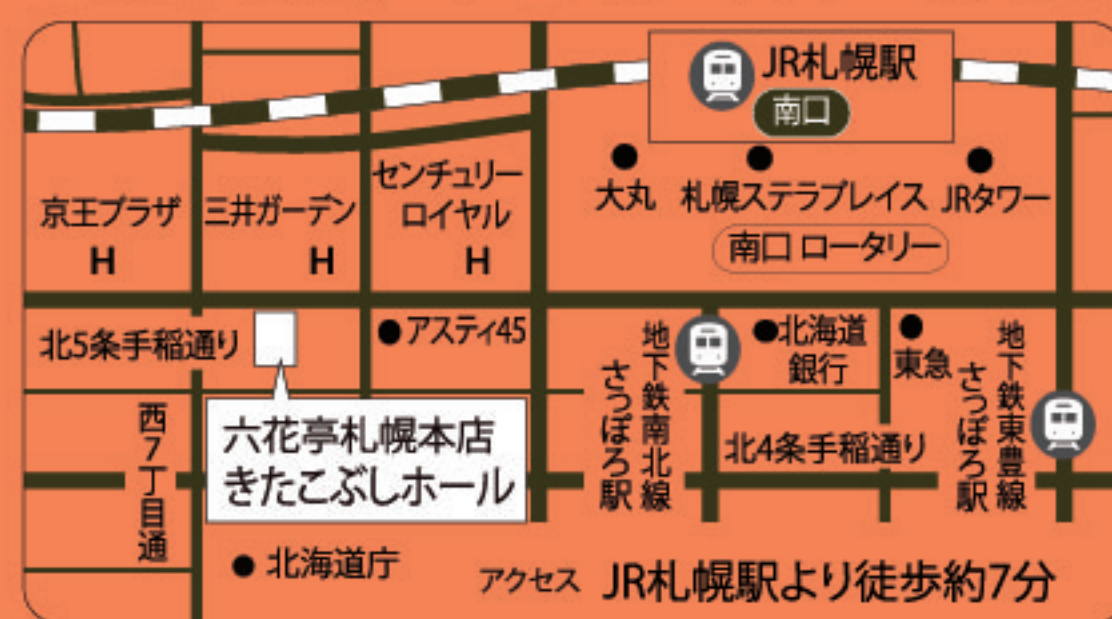 JR札幌駅
南口
大丸
札幌ステラプレイス
JRタワー
南口 ロータリー
京王プラザ
H
三井ガーデン
H
センチュリー
ロイヤル
H
北5条手稲通り
アスティ45
地下鉄南北線
さっぽろ駅
北海道
銀行
東急
地下鉄東豊線
さっぽろ駅
北4条手稲通り
西7丁目通
六花亭札幌本店
きたこぶしホール
北海道庁
アクセス JR札幌駅より徒歩約7分